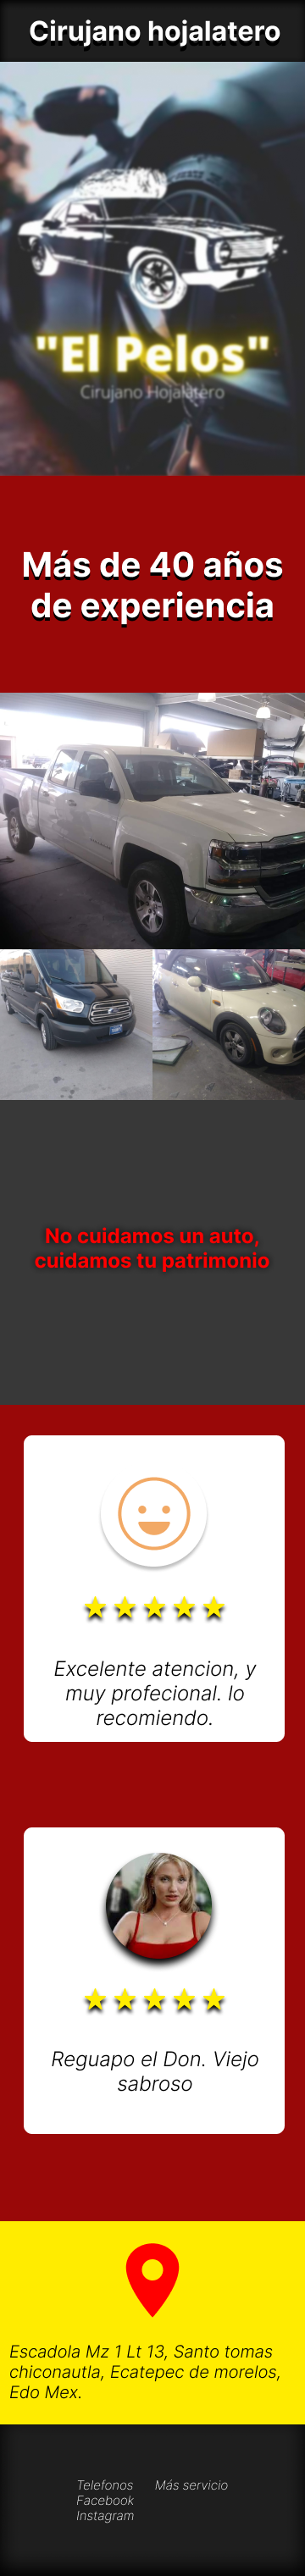 Cirujano hojalatero
"El Pelos"
Cirujano Hojalatero
Más de 40 años
de experiencia
No cuidamos un auto,
cuidamos tu patrimonio
Excelente atencion, y
muy profecional. lo
recomiendo.
Reguapo el Don. Viejo
sabroso
Escadola Mz 1 Lt 13, Santo tomas
chiconautla, Ecatepec de morelos,
Edo Mex.
Telefonos
Facebook
Instagram
Más servicio